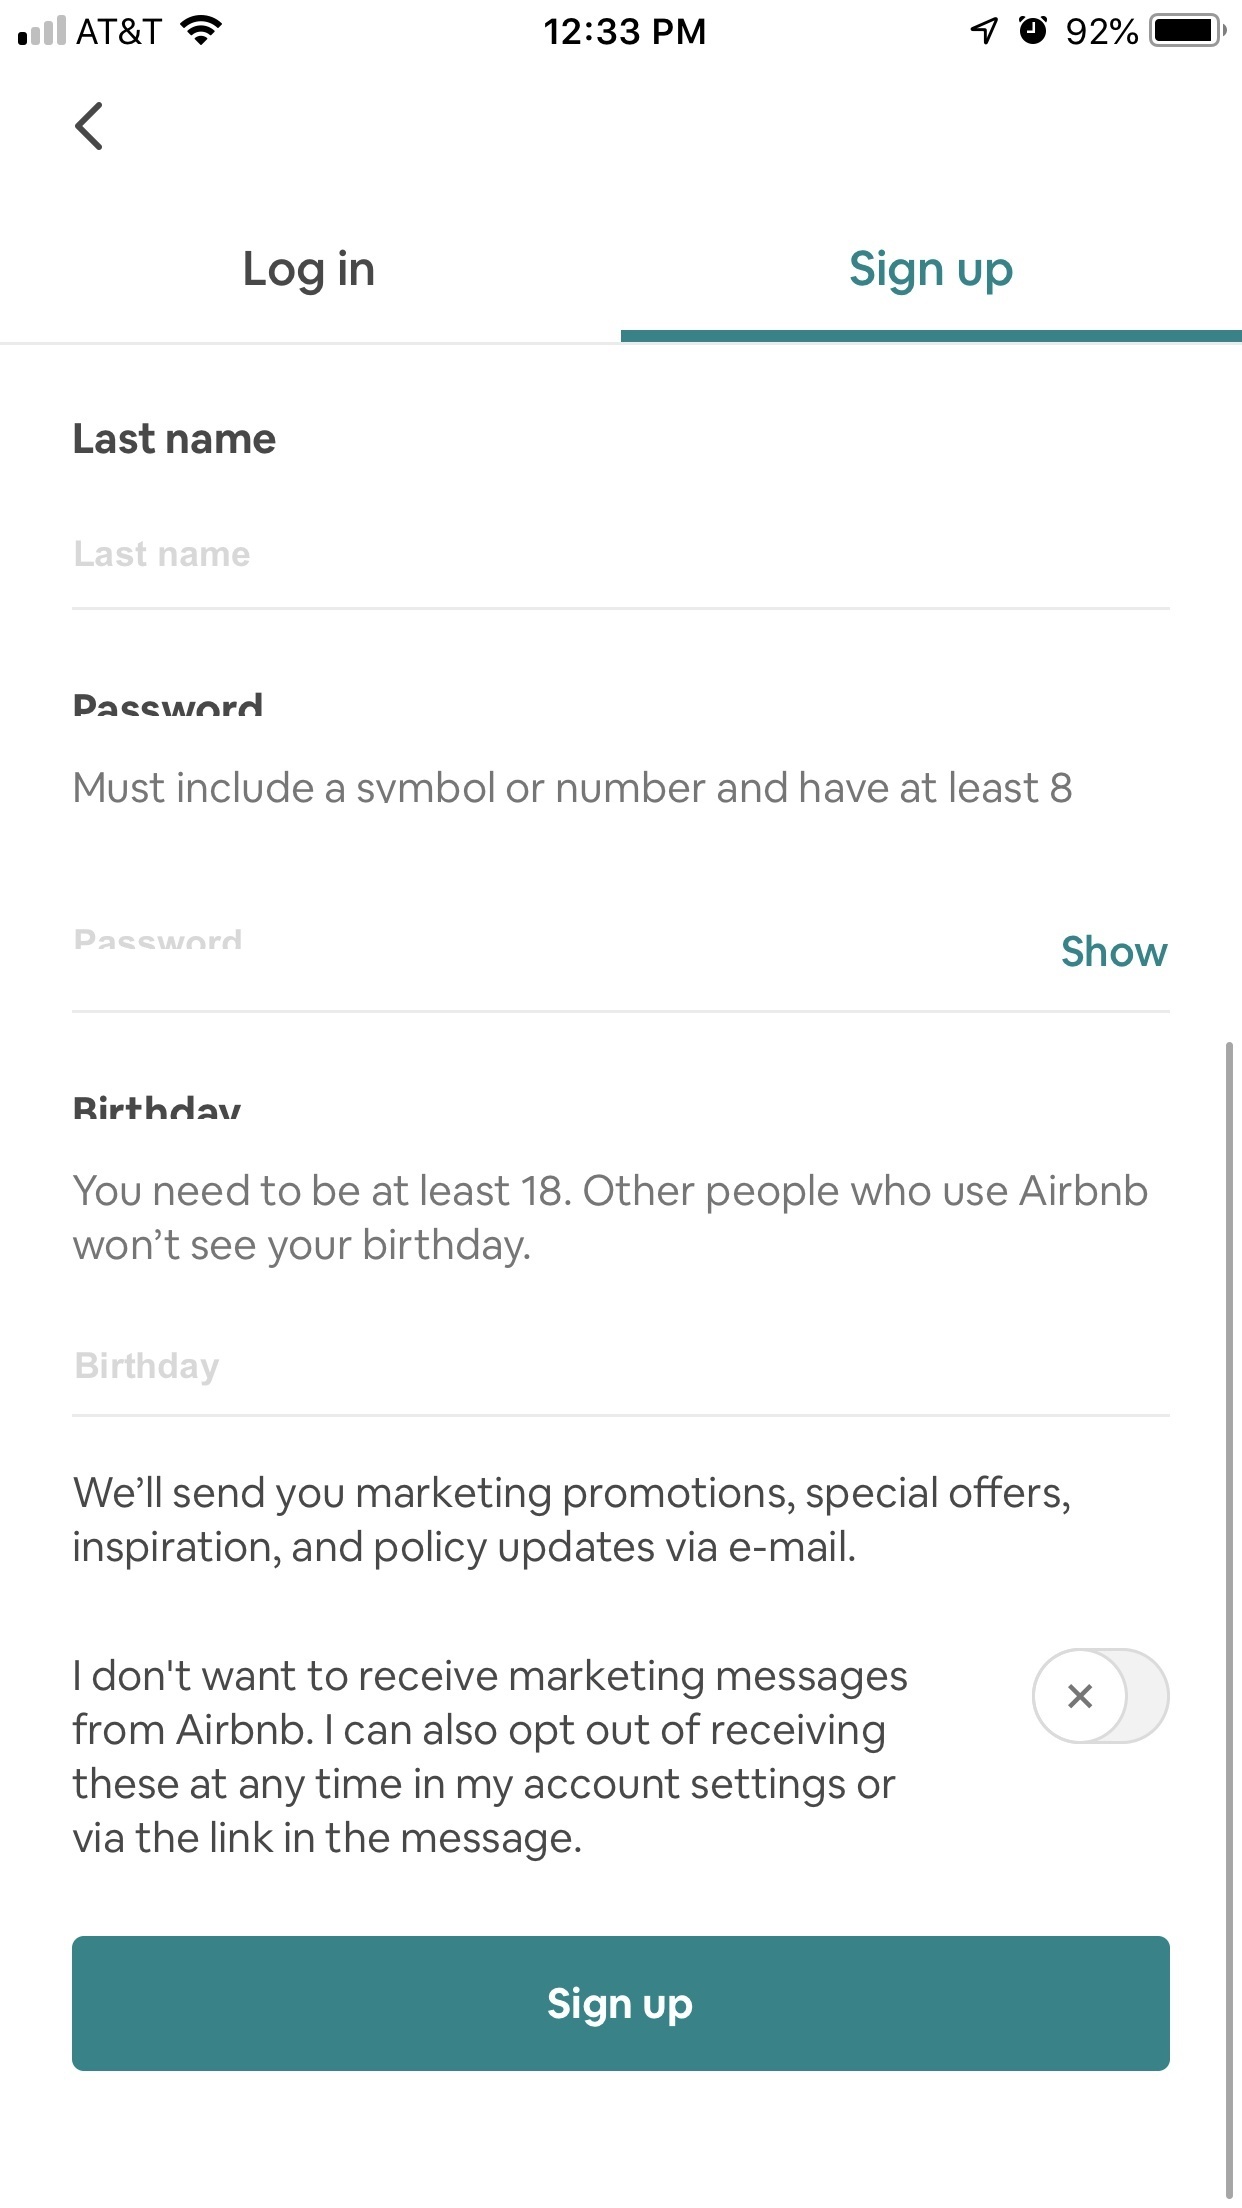 AT&T 12:33 PM 92%
Log in Sign up
Last name
Last name
Password
Must include a symbol or number and have at least 8
Password Show
Birthday
You need to be at least 18. Other people who use Airbnb
won’t see your birthday.
Birthday
We’ll send you marketing promotions, special offers,
inspiration, and policy updates via e-mail.
I don't want to receive marketing messages
from Airbnb. I can also opt out of receiving
these at any time in my account settings or
via the link in the message.
Sign up